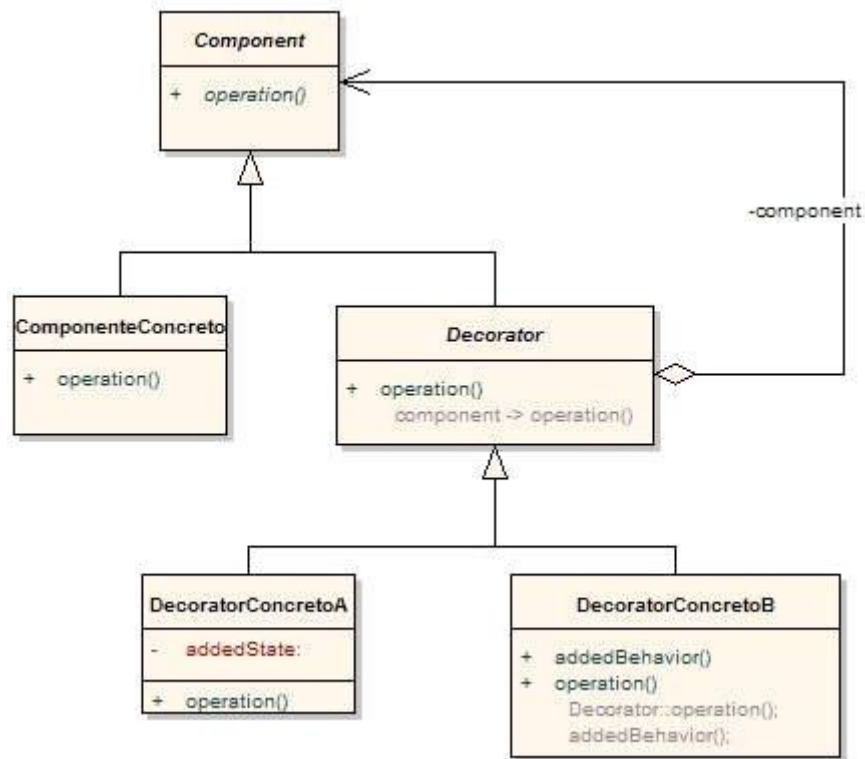 Component
+ operation()
-component
ComponenteConcreto
+ operation()
Decorator
+ operation()
component -> operation()
DecoratorConcretoA
- addedState:
+ operation()
DecoratorConcretoB
+ addedBehavior()
+ operation()
Decorator::operation();
addedBehavior();